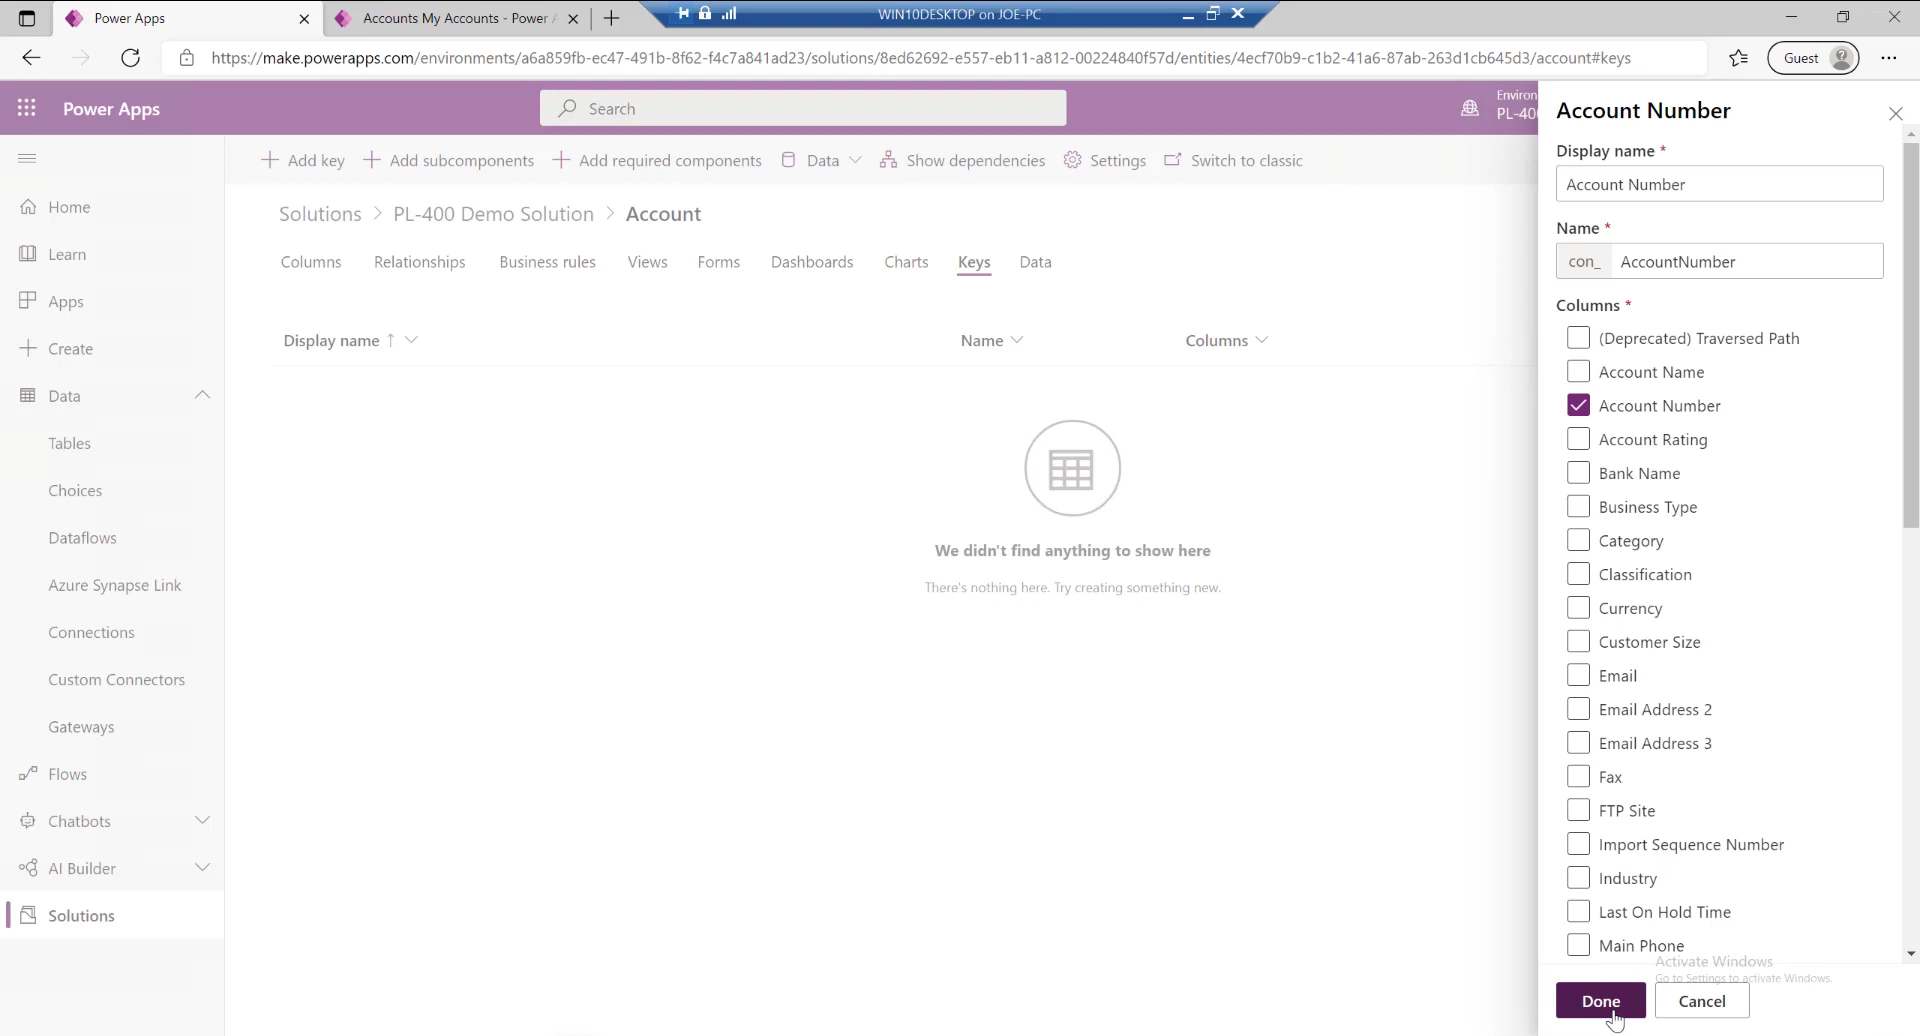 Power Apps
Accounts My Accounts - Power A
WIN10DESKTOP on JOE-PC
https://make.powerapps.com/environments/a6a859fb-ec47-491b-8f62-f4c7a841ad23/solutions/8ed62692-e557-eb11-a812-00224840f57d/entities/4ecf70b9-c1b2-41a6-87ab-263d1cb645d3/account#keys
Guest
Power Apps
Search
Environ
PL-400
Add key
Add subcomponents
Add required components
Data
Show dependencies
Settings
Switch to classic
Home
Learn
Apps
Create
Data
Tables
Choices
Dataflows
Azure Synapse Link
Connections
Custom Connectors
Gateways
Flows
Chatbots
AI Builder
Solutions
Solutions > PL-400 Demo Solution > Account
Columns Relationships Business rules Views Forms Dashboards Charts Keys Data
Display name ↑ Name Columns
We didn't find anything to show here
There's nothing here. Try creating something new.
Account Number
Display name *
Account Number
Name *
con_ AccountNumber
Columns *
(Deprecated) Traversed Path
Account Name
Account Number
Account Rating
Bank Name
Business Type
Category
Classification
Currency
Customer Size
Email
Email Address 2
Email Address 3
Fax
FTP Site
Import Sequence Number
Industry
Last On Hold Time
Main Phone
Activate Windows
Go to Settings to activate Windows.
Done
Cancel